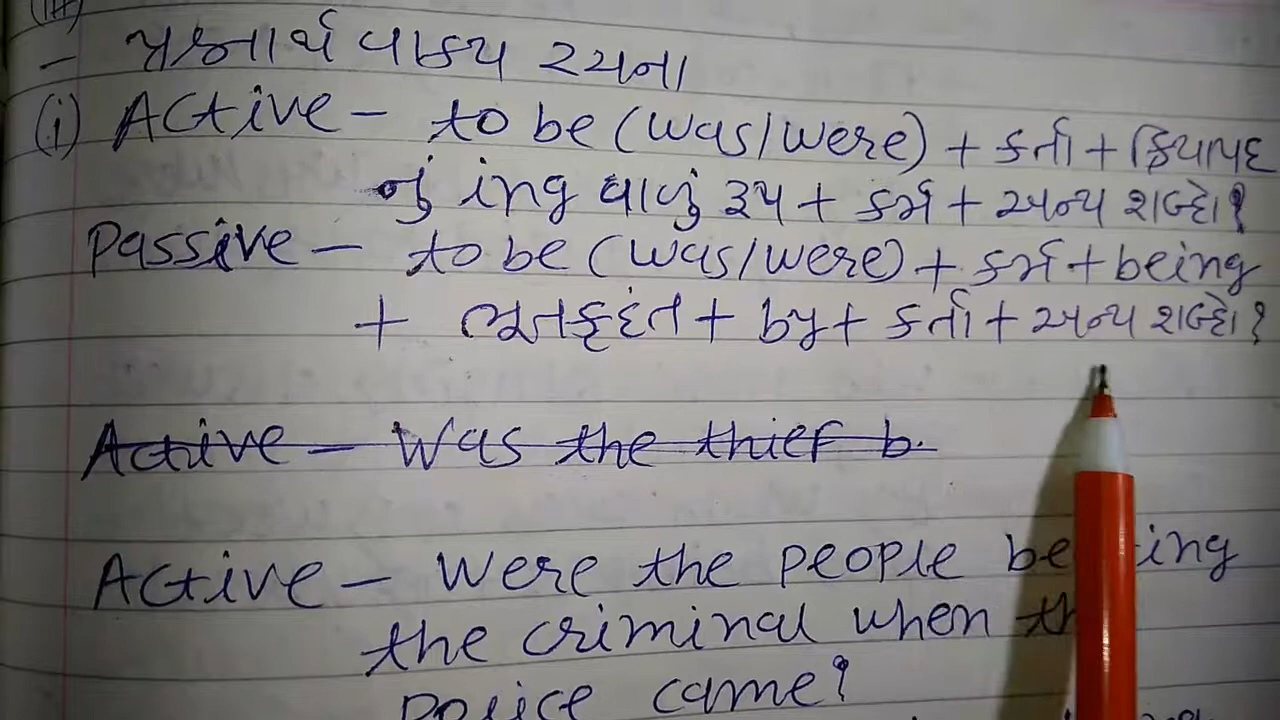 - પ્રશ્નાર્થ વાક્ય રચના
(i) Active - to be (was/were) + કર્તા + ક્રિયાપદ
નું ing વાળું રૂપ + કર્મ + અન્ય શબ્દો?
Passive - to be (was/were) + કર્મ + being
+ ભૂતકૃદંત + by + કર્તા + અન્ય શબ્દો?
Active - Was the thief b.
Active - Were the people
the criminal when
police came?